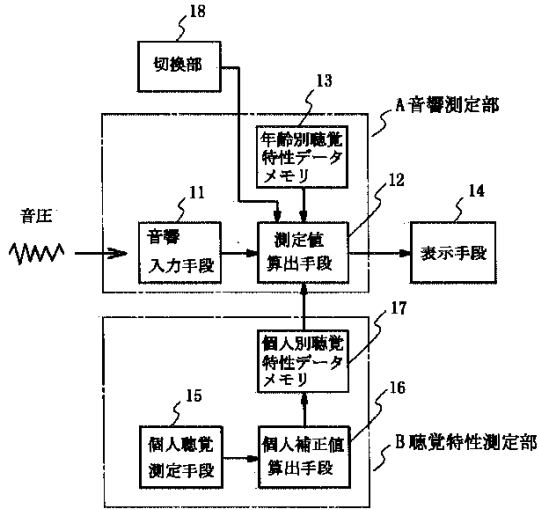 18
切換部
13
A音響測定部
年齢別聴覚
特性データ
メモリ
12
14
音圧
11
音響
入力手段
測定値
算出手段
表示手段
17
個人別聴覚
特性データ
メモリ
15
16
個人聴覚
測定手段
個人補正値
算出手段
B聴覚特性測定部